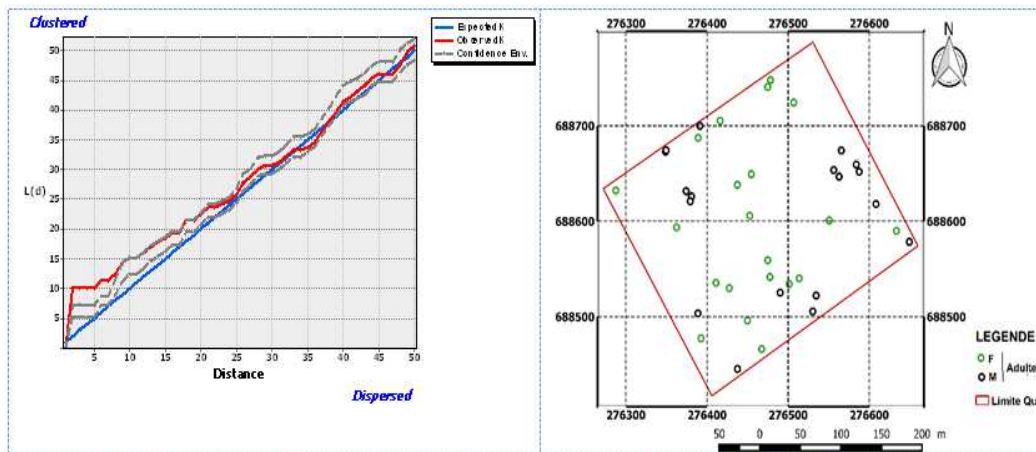 Clustered
Expected K
Observed K
Confidence Env.
50
45
40
35
30
25
20
15
10
5
L(d)
5
10
15
20
25
30
35
40
45
50
Distance
Dispersed
276300
276400
276500
276600
N
688700
688700
688600
688600
688500
688500
276300
276400
276500
276600
LEGENDE
F
M
Adulte
Limite Qu
50
0
50
100
150
200 m